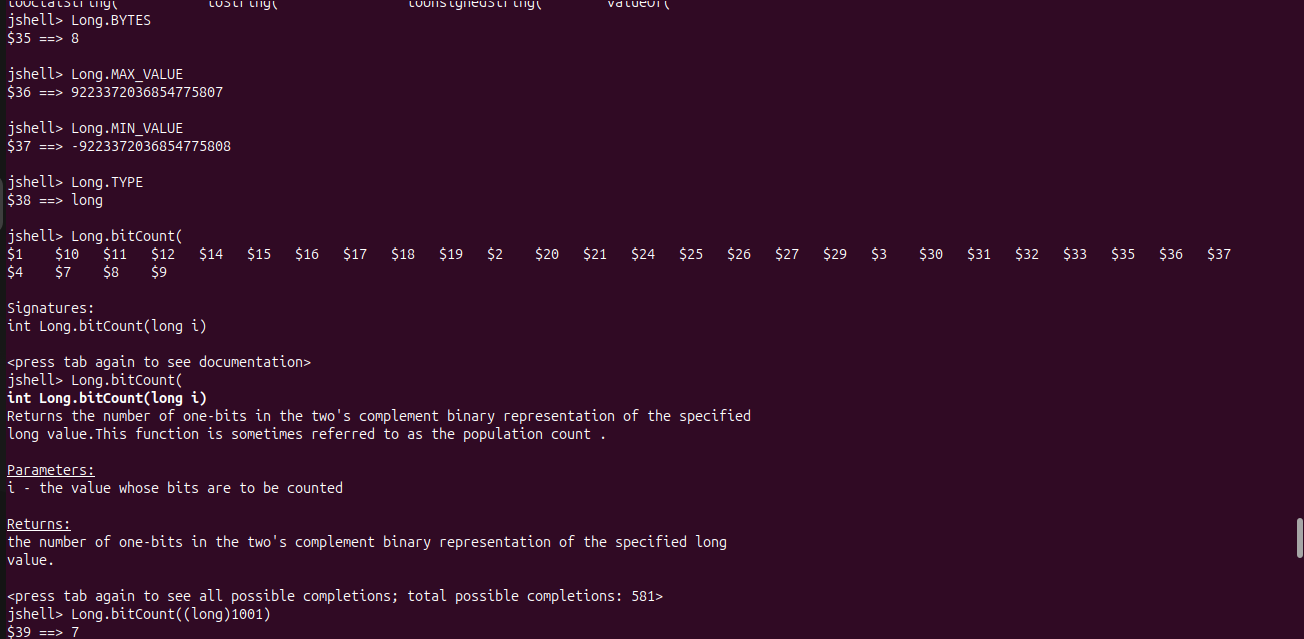 toOctalString(           toString(                toUnsignedString(        valueOf(
jshell> Long.BYTES
$35 ==> 8
jshell> Long.MAX_VALUE
$36 ==> 9223372036854775807
jshell> Long.MIN_VALUE
$37 ==> -9223372036854775808
jshell> Long.TYPE
$38 ==> long
jshell> Long.bitCount(
$1    $10   $11   $12   $14   $15   $16   $17   $18   $19   $2    $20   $21   $24   $25   $26   $27   $29   $3    $30   $31   $32   $33   $35   $36   $37
$4    $7    $8    $9
Signatures:
int Long.bitCount(long i)
<press tab again to see documentation>
jshell> Long.bitCount(
int Long.bitCount(long i)
Returns the number of one-bits in the two's complement binary representation of the specified
long value.This function is sometimes referred to as the population count .
Parameters:
i - the value whose bits are to be counted
Returns:
the number of one-bits in the two's complement binary representation of the specified long
value.
<press tab again to see all possible completions; total possible completions: 581>
jshell> Long.bitCount((long)1001)
$39 ==> 7